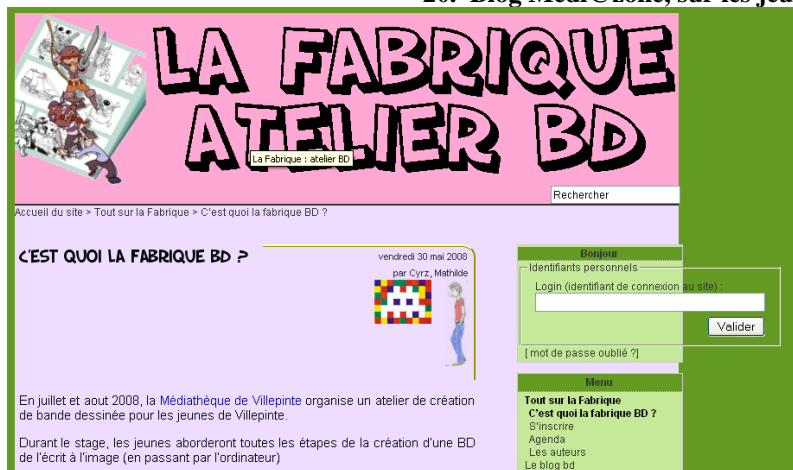 20. Blog Médi@zone, sur les jeu
LA FABRIQUE
ATELIER BD
La Fabrique : atelier BD
Rechercher
Accueil du site > Tout sur la Fabrique > C'est quoi la fabrique BD ?
C'EST QUOI LA FABRIQUE BD ?
vendredi 30 mai 2008
par Cyrz, Mathilde
En juillet et aout 2008, la Médiathèque de Villepinte organise un atelier de création
de bande dessinée pour les jeunes de Villepinte.
Durant le stage, les jeunes aborderont toutes les étapes de la création d'une BD
de l'écrit à l'image (en passant par l'ordinateur)
Bonjour
Identifiants personnels
Login (identifiant de connexion au site) :
Valider
[ mot de passe oublié ?]
Menu
Tout sur la Fabrique
C'est quoi la fabrique BD ?
S'inscrire
Agenda
Les auteurs
Le blog bd